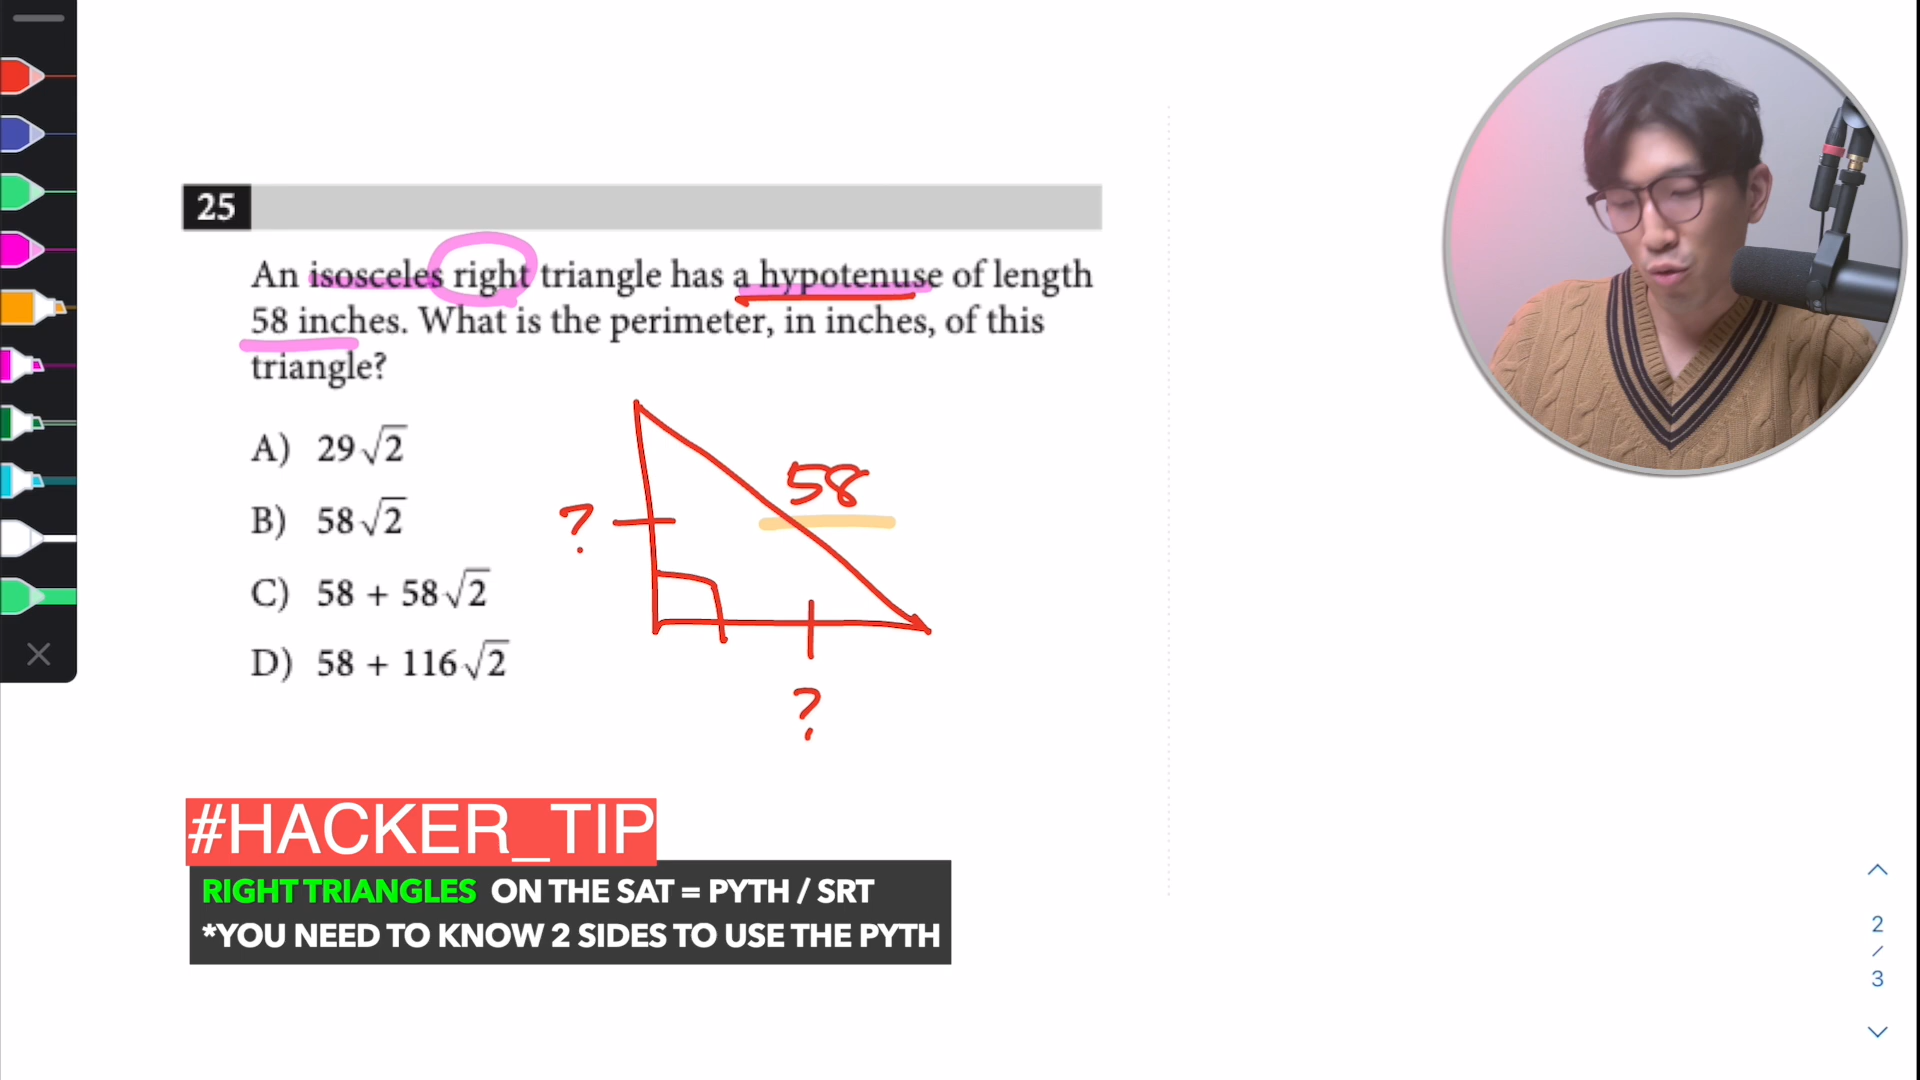 25
An isosceles right triangle has a hypotenuse of length
58 inches. What is the perimeter, in inches, of this
triangle?
A) 29√2
B) 58√2
C) 58 + 58√2
D) 58 + 116√2
58
?
?
#HACKER_TIP
RIGHT TRIANGLES ON THE SAT = PYTH / SRT
*YOU NEED TO KNOW 2 SIDES TO USE THE PYTH
2
/
3